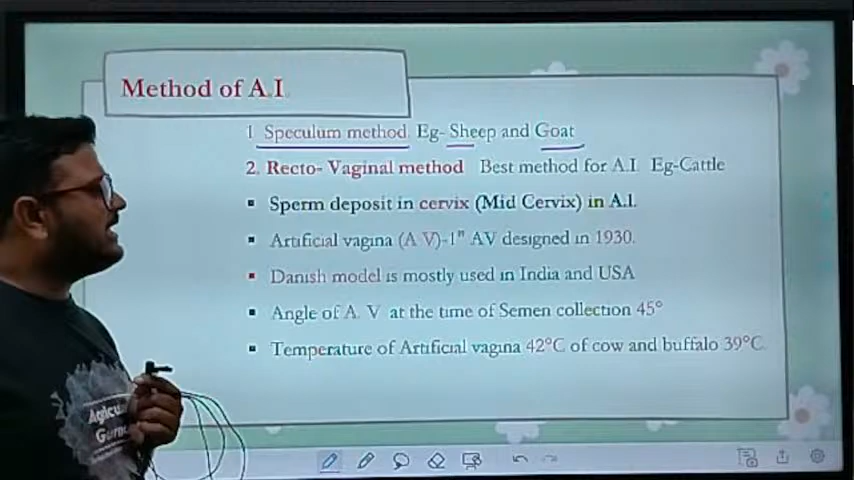 Method of A.I
1 Speculum method. Eg- Sheep and Goat
2. Recto- Vaginal method Best method for A.I Eg-Cattle
▪ Sperm deposit in cervix (Mid Cervix) in A.I.
▪ Artificial vagina (A.V)-1st AV designed in 1930.
▪ Danish model is mostly used in India and USA
▪ Angle of A. V at the time of Semen collection 45°
▪ Temperature of Artificial vagina 42°C of cow and buffalo 39°C.